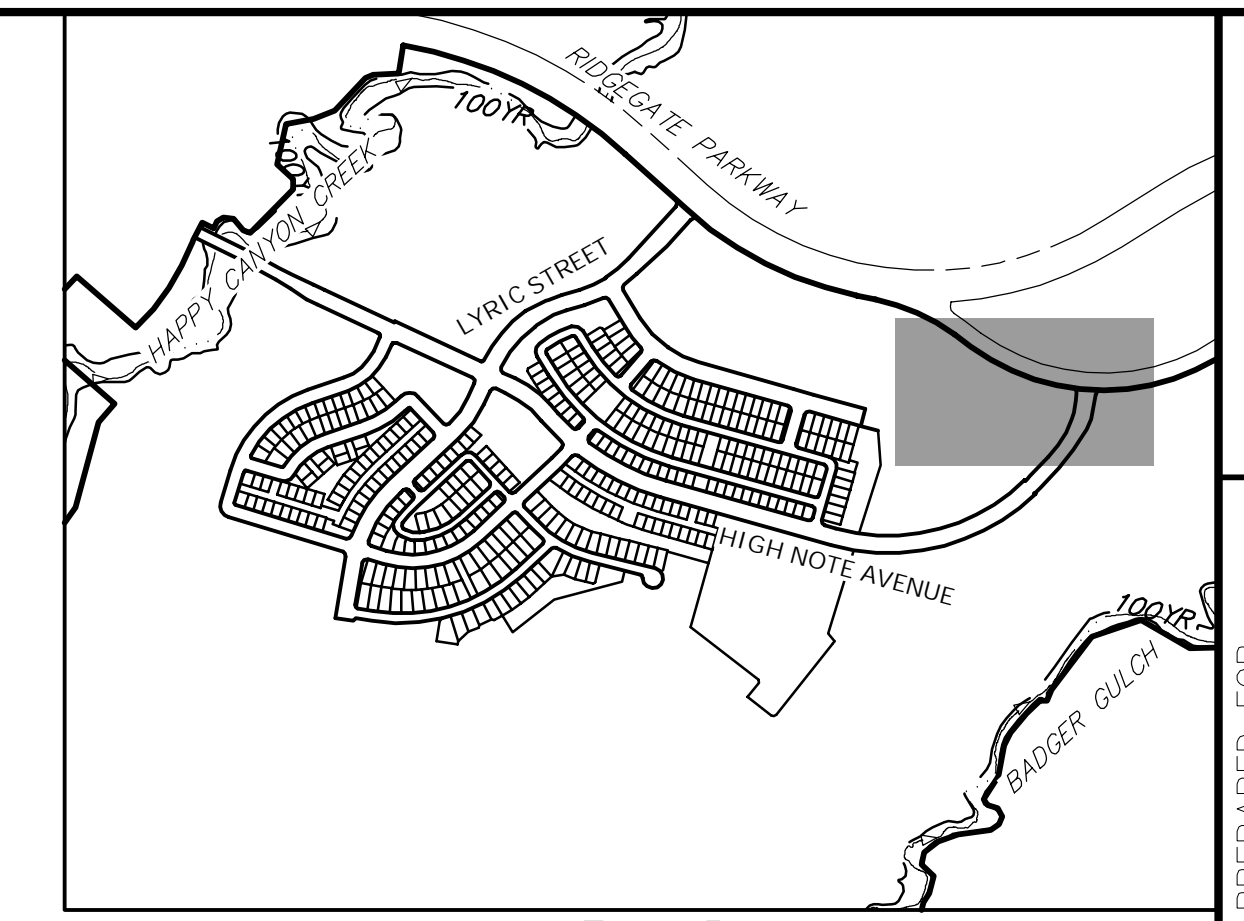 RIDGEGATE PARKWAY
100YR
HAPPY CANYON CREEK
LYRIC STREET
HIGH NOTE AVENUE
100YR
BADGER GULCH